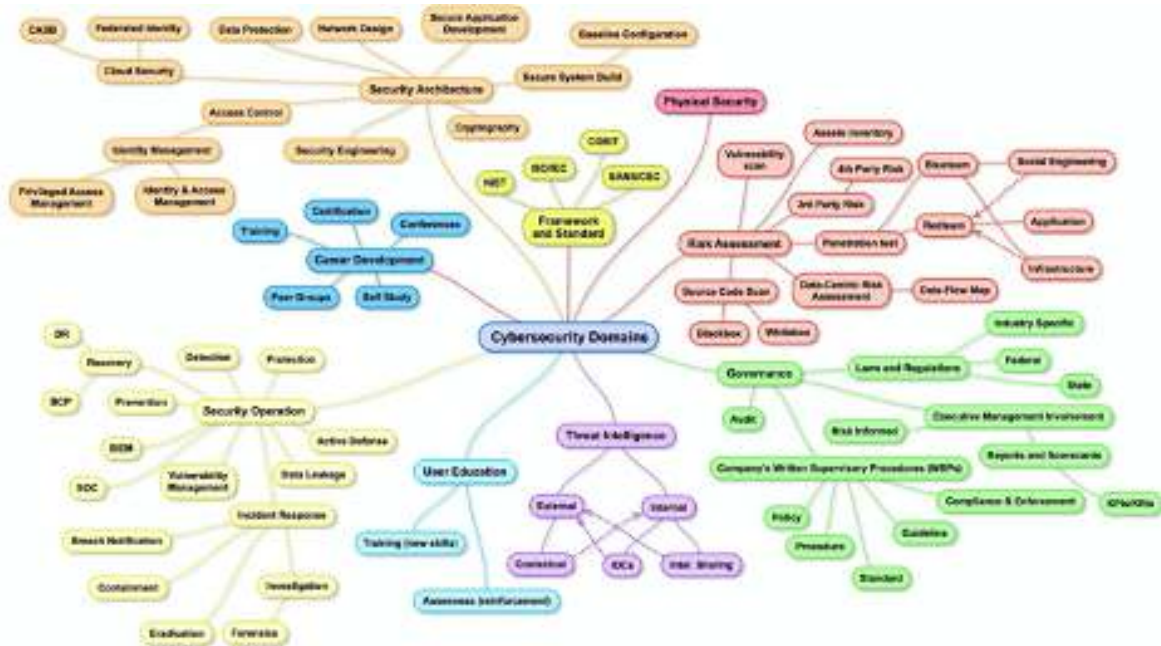 CASB
Federated Identity
Data Protection
Network Design
Secure Application
Development
Baseline Configuration
Cloud Security
Security Architecture
Secure System Build
Physical Security
Access Control
Cryptography
Security Engineering
Identity Management
Privileged Access
Management
Identity & Access
Management
NIST
ISO/IEC
COBIT
SANS/CSC
Framework
and Standard
Vulnerability
scan
Assets Inventory
4th Party Risk
3rd Party Risk
Risk Assessment
Penetration test
Blueteam
Social Engineering
Redteam
Application
Infrastructure
Source Code Scan
Blackbox
Whitebox
Data-Centric Risk
Assessment
Data-Flow Map
Certification
Training
Conferences
Career Development
Peer Groups
Self Study
Cybersecurity Domains
DR
Recovery
Detection
Protection
BCP
Prevention
Security Operation
SIEM
Active Defense
SOC
Vulnerability
Management
Data Leakage
Incident Response
Breach Notification
Containment
Investigation
Eradication
Forensics
User Education
Training (new skills)
Awareness (reinforcement)
Threat Intelligence
External
Internal
Contextual
IOCs
Intel. Sharing
Governance
Laws and Regulations
Industry Specific
Federal
State
Audit
Executive Management Involvement
Risk Informed
Reports and Scorecards
KPIs/KRIs
Company's Written Supervisory Procedures (WSPs)
Compliance & Enforcement
Policy
Procedure
Guideline
Standard